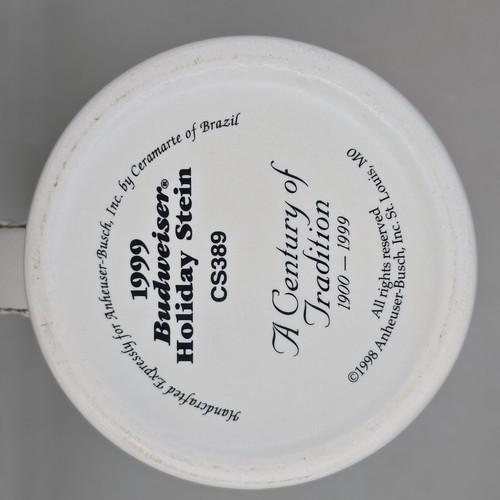 Handcrafted Expressly for Anheuser-Busch, Inc. by Ceramarte of Brazil
1999
Budweiser®
Holiday Stein
CS389
A Century of
Tradition
1900 – 1999
All rights reserved.
©1998 Anheuser-Busch, Inc. St. Louis, MO